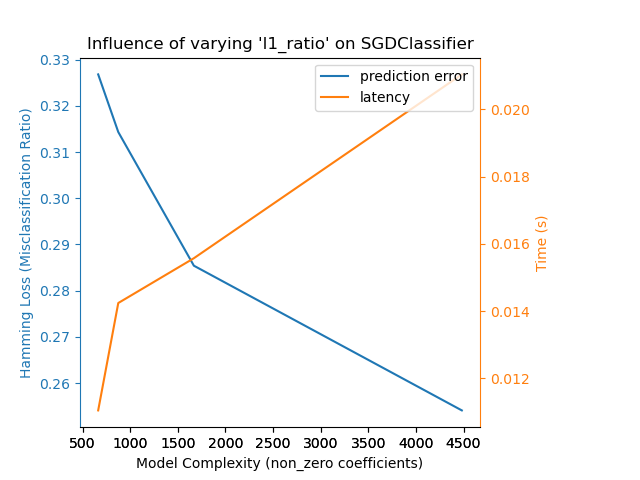 Influence of varying 'l1_ratio' on SGDClassifier
prediction error
latency
Hamming Loss (Misclassification Ratio)
0.33
0.32
0.31
0.30
0.29
0.28
0.27
0.26
0.020
0.018
0.016
0.014
0.012
Time (s)
500 1000 1500 2000 2500 3000 3500 4000 4500
Model Complexity (non_zero coefficients)